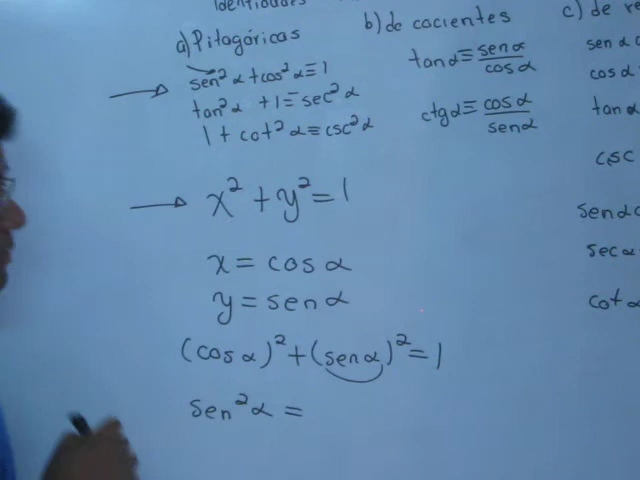 Identidades
a) Pitagóricas
sen² α + cos² α ≡ 1
tan² α + 1 ≡ sec² α
1 + cot² α ≡ csc² α
b) de cocientes
tan α ≡ sen α / cos α
ctg α ≡ cos α / sen α
c) de
sen α
cos α
tan α
csc
sen α
sec α
cot α
x² + y² = 1
x = cos α
y = sen α
(cos α)² + (sen α)² = 1
sen² α =